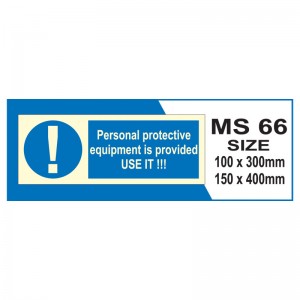 Personal protective
equipment is provided
USE IT !!!
MS 66
SIZE
100 x 300mm
150 x 400mm